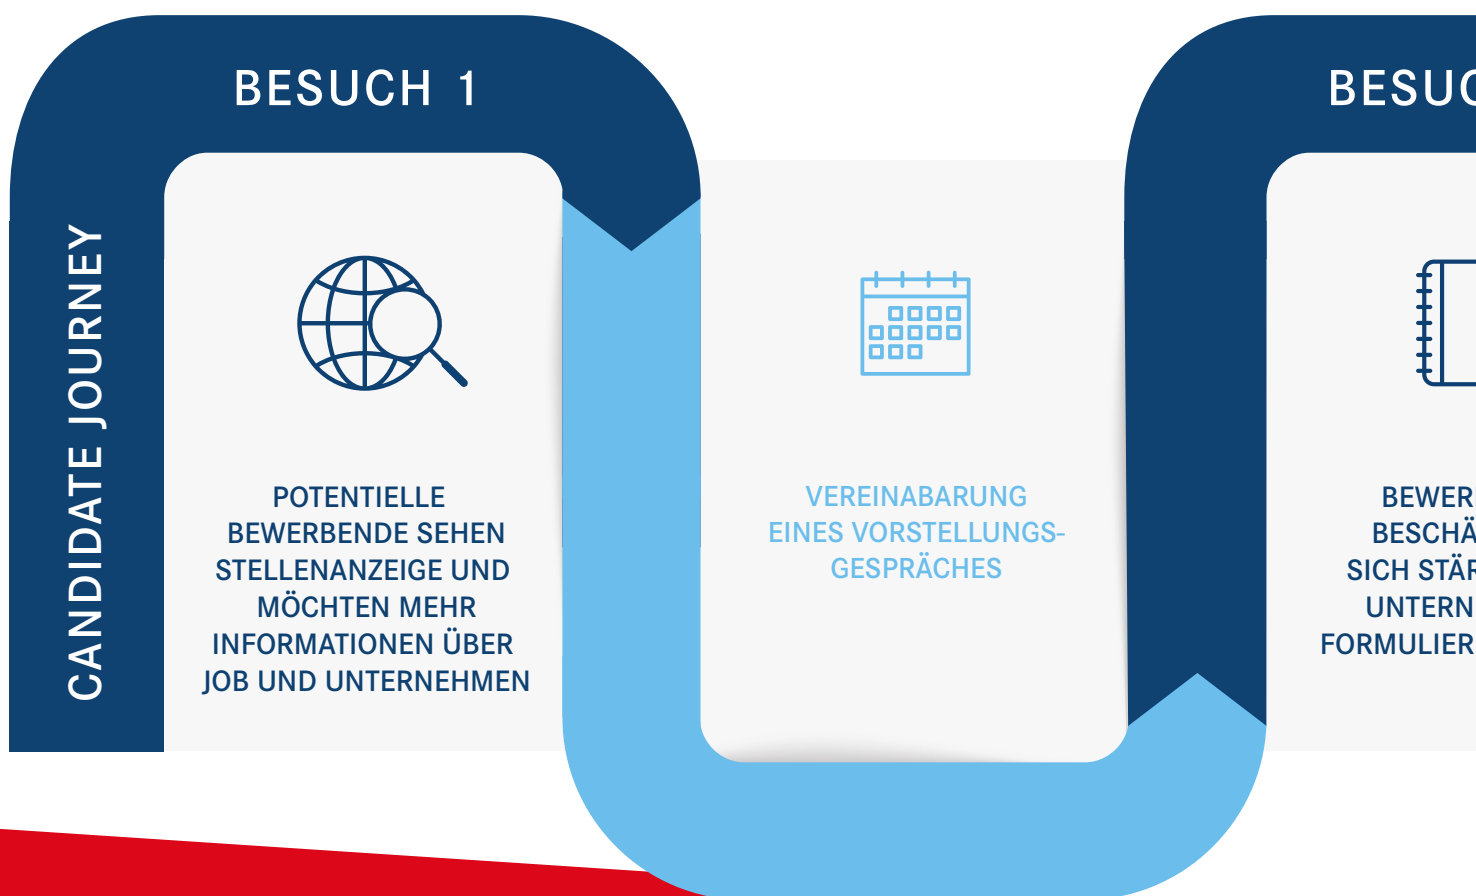 BESUCH 1
CANDIDATE JOURNEY
POTENTIELLE
BEWERBENDE SEHEN
STELLENANZEIGE UND
MÖCHTEN MEHR
INFORMATIONEN ÜBER
JOB UND UNTERNEHMEN
VEREINABARUNG
EINES VORSTELLUNGS-
GESPRÄCHES
SICH